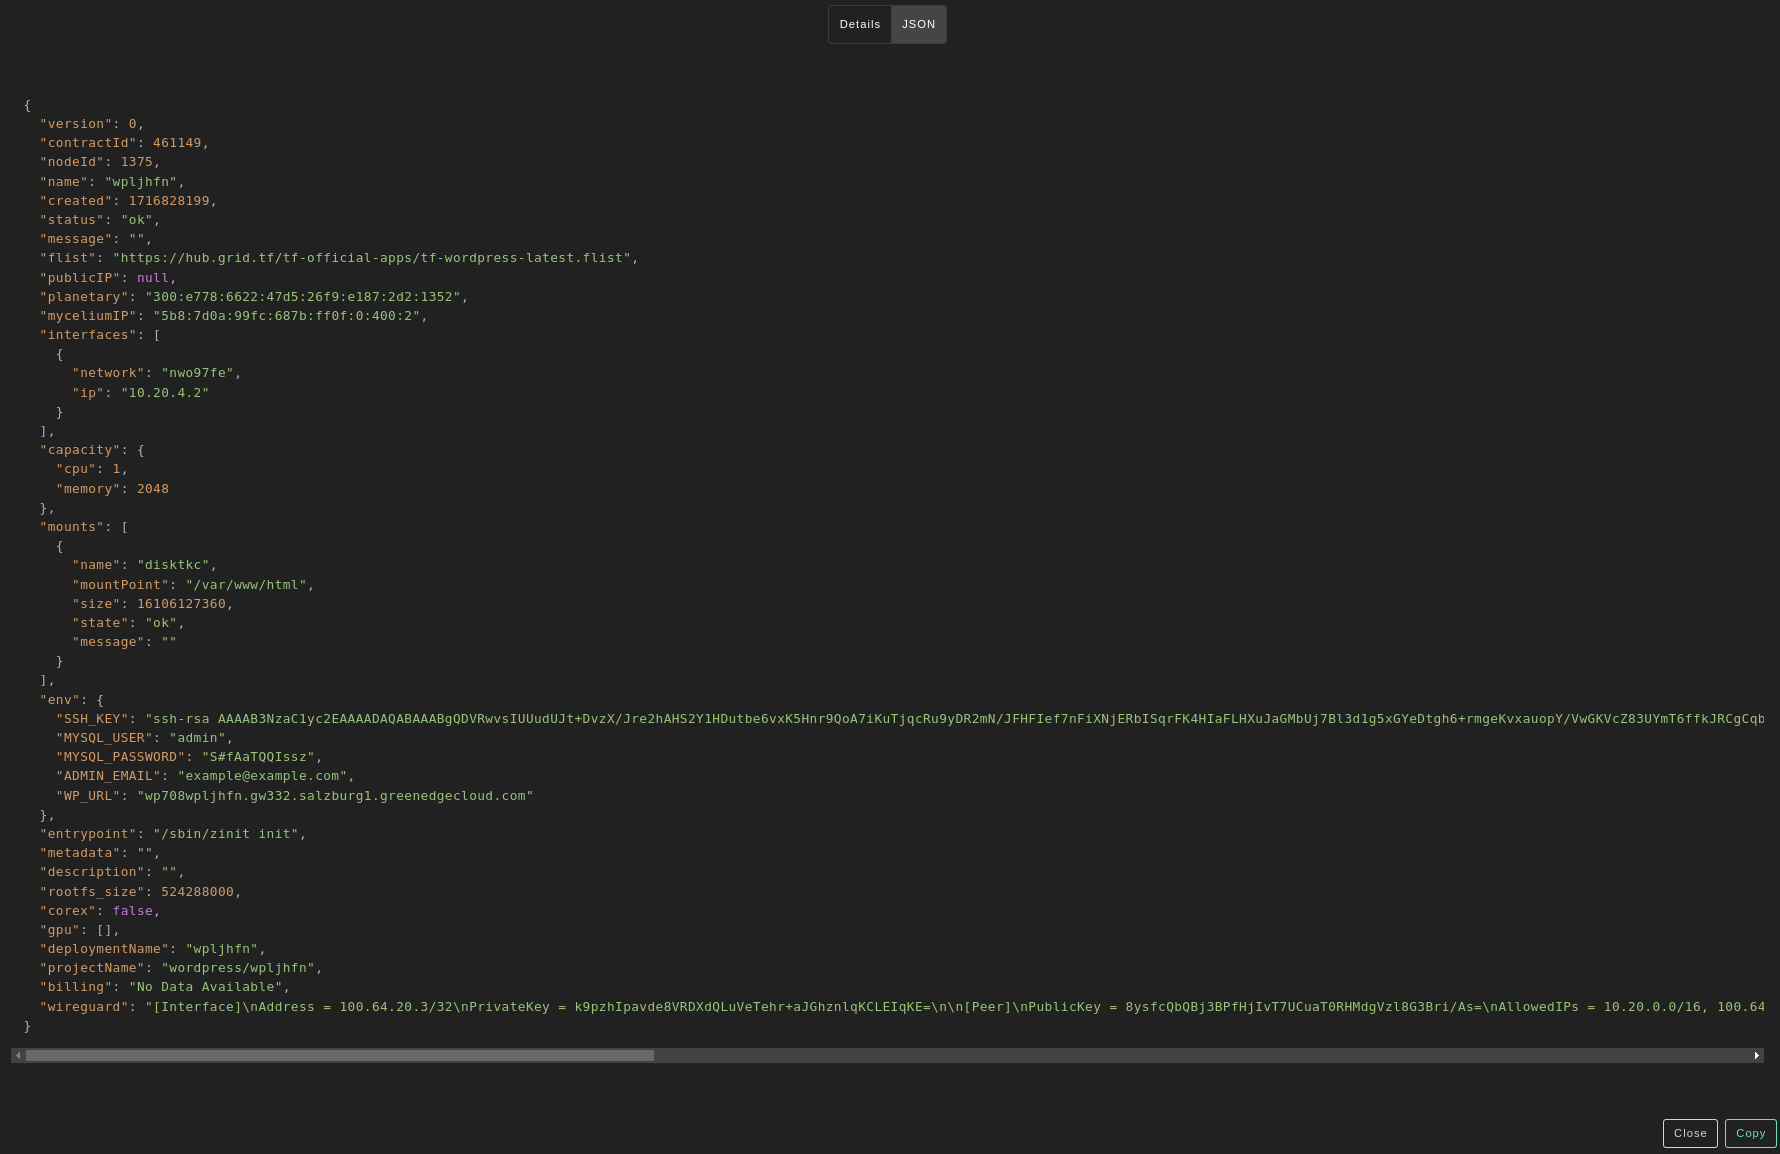 Details JSON
{
"version": 0,
"contractId": 461149,
"nodeId": 1375,
"name": "wpljhfn",
"created": 1716828199,
"status": "ok",
"message": "",
"flist": "https://hub.grid.tf/tf-official-apps/tf-wordpress-latest.flist",
"publicIP": null,
"planetary": "300:e778:6622:47d5:26f9:e187:2d2:1352",
"myceliumIP": "5b8:7d0a:99fc:687b:ff0f:0:400:2",
"interfaces": [
{
"network": "nwo97fe",
"ip": "10.20.4.2"
}
],
"capacity": {
"cpu": 1,
"memory": 2048
},
"mounts": [
{
"name": "disktkc",
"mountPoint": "/var/www/html",
"size": 16106127360,
"state": "ok",
"message": ""
}
],
"env": {
"SSH_KEY": "ssh-rsa AAAAB3NzaC1yc2EAAAADAQABAAABgQDVRwvsIUUudUJt+DvzX/Jre2hAHS2Y1HDutbe6vxK5Hnr9QoA7iKuTjqcRu9yDR2mN/JFHFIef7nFiXNjERbISqrFK4HIaFLHXuJaGMbUj7Bl3d1g5xGYeDtgh6+rmgeKvxauopY/VwGKVcZ83UYmT6ffkJRCgCqb
"MYSQL_USER": "admin",
"MYSQL_PASSWORD": "S#fAaTQQIssz",
"ADMIN_EMAIL": "example@example.com",
"WP_URL": "wp708wpljhfn.gw332.salzburg1.greenedgecloud.com"
},
"entrypoint": "/sbin/zinit init",
"metadata": "",
"description": "",
"rootfs_size": 524288000,
"corex": false,
"gpu": [],
"deploymentName": "wpljhfn",
"projectName": "wordpress/wpljhfn",
"billing": "No Data Available",
"wireguard": "[Interface]\nAddress = 100.64.20.3/32\nPrivateKey = k9pzhIpavde8VRDXdQLuVeTehr+aJGhznlqKCLEIqKE=\n\n[Peer]\nPublicKey = 8ysfcQbQBj3BPfHjIvT7UCuaT0RHMdgVzl8G3Bri/As=\nAllowedIPs = 10.20.0.0/16, 100.64
}
Close Copy